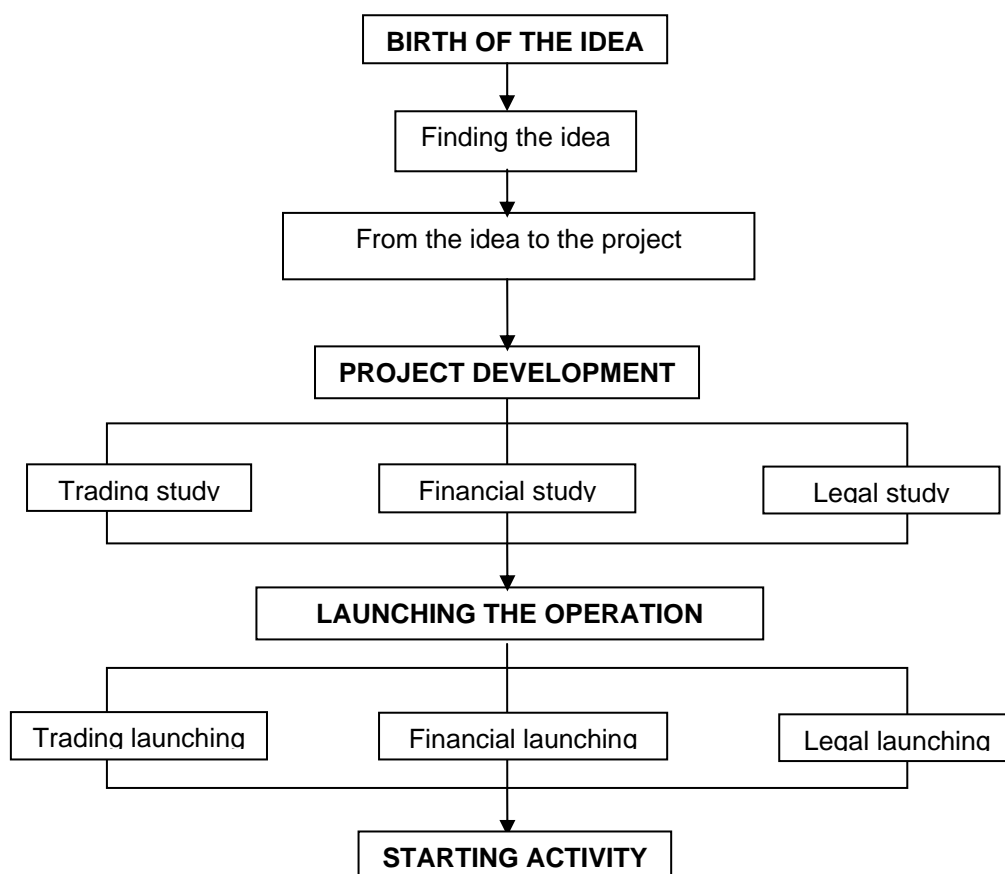 BIRTH OF THE IDEA
Finding the idea
From the idea to the project
PROJECT DEVELOPMENT
Trading study
Financial study
Legal study
LAUNCHING THE OPERATION
Trading launching
Financial launching
Legal launching
STARTING ACTIVITY